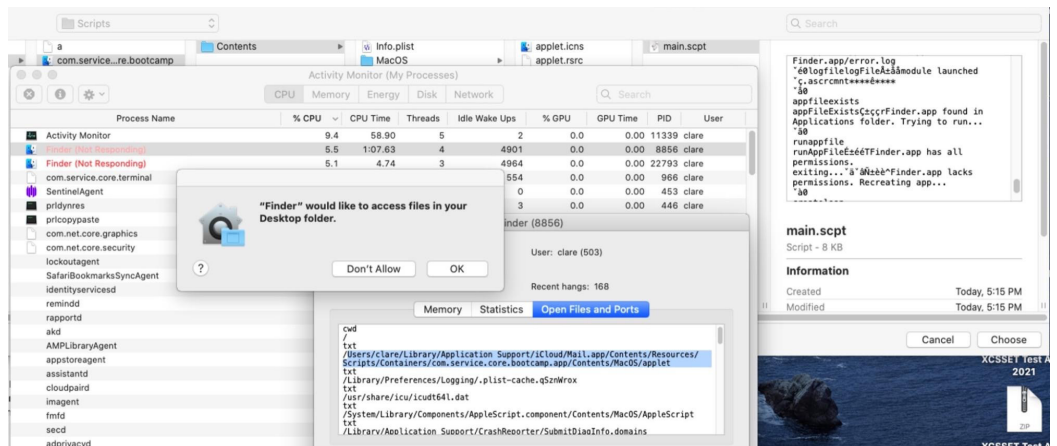 Scripts
Search
a
Contents
Info.plist
applet.icns
main.scpt
com.service...re.bootcamp
MacOS
applet.rsrc
Activity Monitor (My Processes)
CPU Memory Energy Disk Network
Search
Process Name % CPU CPU Time Threads Idle Wake Ups % GPU GPU Time PID User
Activity Monitor 9.4 58.90 5 2 0.0 0.00 11339 clare
Finder (Not Responding) 5.5 1:07.63 4 4901 0.0 0.00 8856 clare
Finder (Not Responding) 5.1 4.74 3 4964 0.0 0.00 22793 clare
com.service.core.terminal 554 0.0 0.00 966 clare
SentinelAgent 0 0.0 0.00 453 clare
prldynres 3 0.0 0.00 446 clare
prlcopypaste
com.net.core.graphics
com.net.core.security
lockoutagent
SafariBookmarksSyncAgent
identityservicesd
remindd
rapportd
akd
AMPLibraryAgent
appstoreagent
assistantd
cloudpaird
imagent
fmfd
secd
adprivacyd
"Finder" would like to access files in your
Desktop folder.
?
Don't Allow
OK
inder (8856)
User: clare (503)
Recent hangs: 168
Memory Statistics Open Files and Ports
cwd
/
txt
/Users/clare/Library/Application Support/iCloud/Mail.app/Contents/Resources/
Scripts/Containers/com.service.core.bootcamp.app/Contents/MacOS/applet
txt
/Library/Preferences/Logging/.plist-cache.qSznWrox
txt
/usr/share/icu/icudt64l.dat
txt
/System/Library/Components/AppleScript.component/Contents/MacOS/AppleScript
txt
/Library/Application Support/CrashReporter/SubmitDiagInfo.domains
Finder.app/error.log
logfilelogFile module launched
appfileexists
Finder.app found in
Applications folder. Trying to run...
runappfile
Finder.app has all
permissions.
exiting... Finder.app lacks
permissions. Recreating app...
main.scpt
Script - 8 KB
Information
Created Today, 5:15 PM
Modified Today, 5:15 PM
Cancel
Choose
XCSSET Test A
2021
ZIP
XCSSET Test A